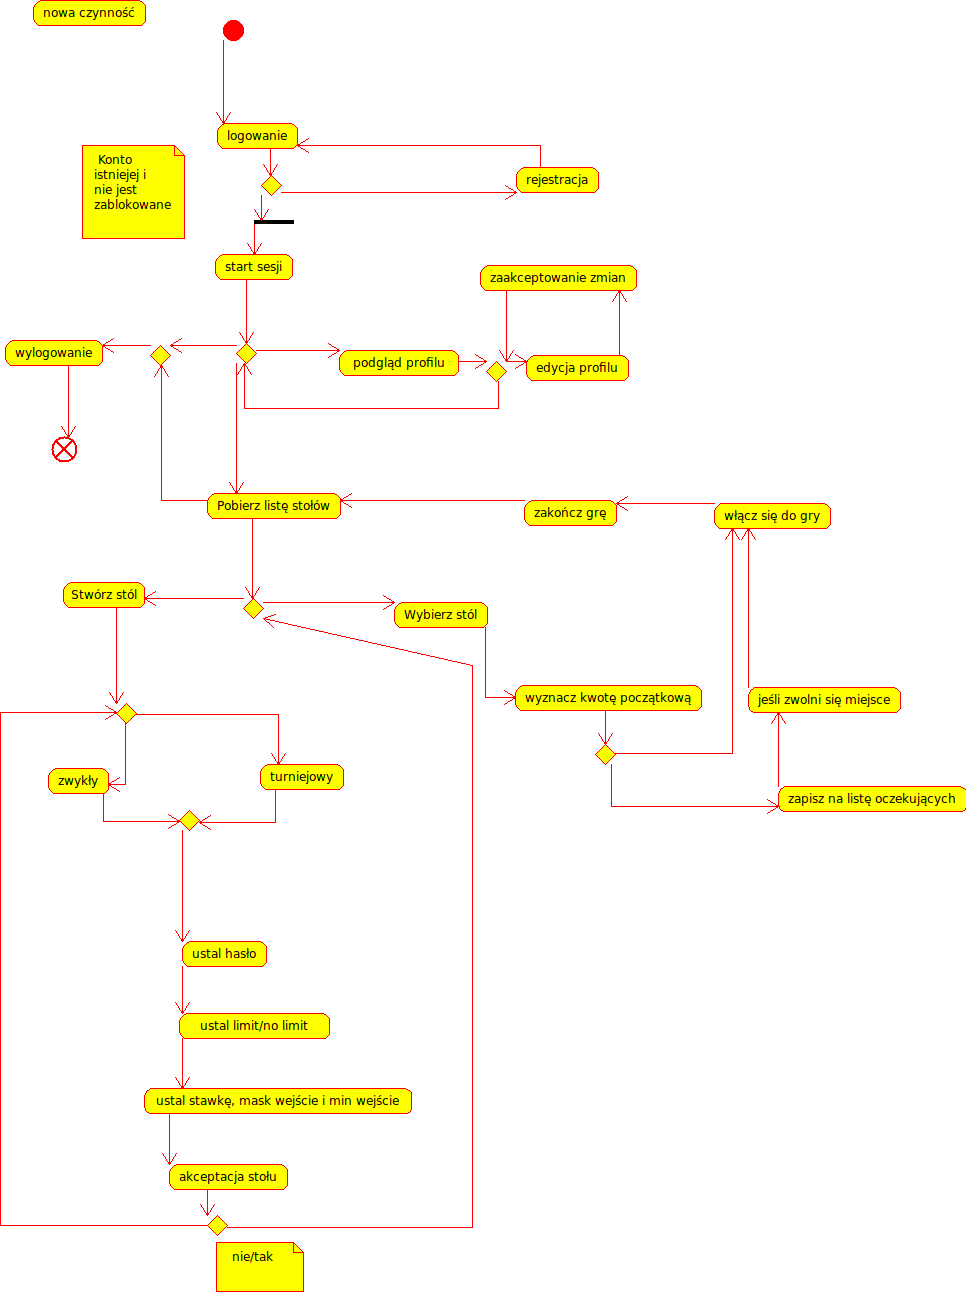 nowa czynność
logowanie
Konto
istniejej i
nie jest
zablokowane
rejestracja
start sesji
zaakceptowanie zmian
wylogowanie
podgląd profilu
edycja profilu
Pobierz listę stołów
zakończ grę
włącz się do gry
Stwórz stól
Wybierz stól
wyznacz kwotę początkową
jeśli zwolni się miejsce
zwykły
turniejowy
zapisz na listę oczekujących
ustal hasło
ustal limit/no limit
ustal stawkę, mask wejście i min wejście
akceptacja stołu
nie/tak